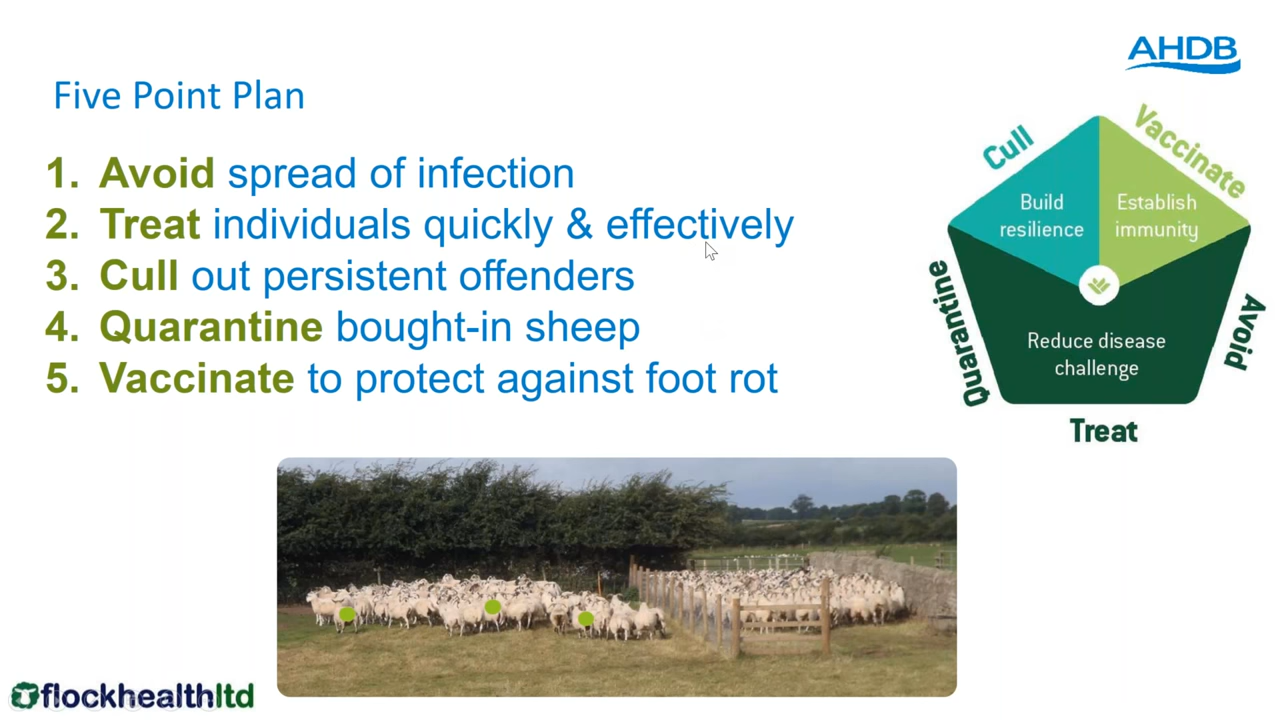 AHDB
Five Point Plan
1. Avoid spread of infection
2. Treat individuals quickly & effectively
3. Cull out persistent offenders
4. Quarantine bought-in sheep
5. Vaccinate to protect against foot rot
Cull
Vaccinate
Build
resilience
Establish
immunity
Quarantine
Avoid
Reduce disease
challenge
Treat
flockhealthltd